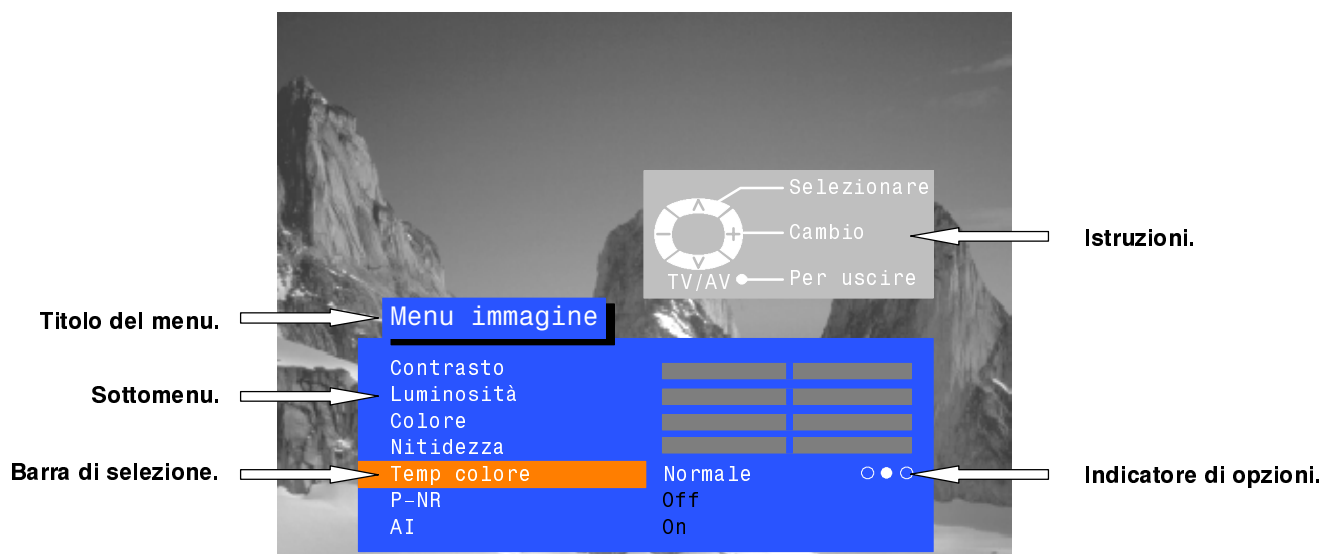 Selezionare
Cambio
TV/AV Per uscire
Istruzioni.
Titolo del menu.
Menu immagine
Contrasto
Sottomenu.
Luminosità
Colore
Nitidezza
Barra di selezione.
Temp colore Normale
Indicatore di opzioni.
P-NR Off
AI On